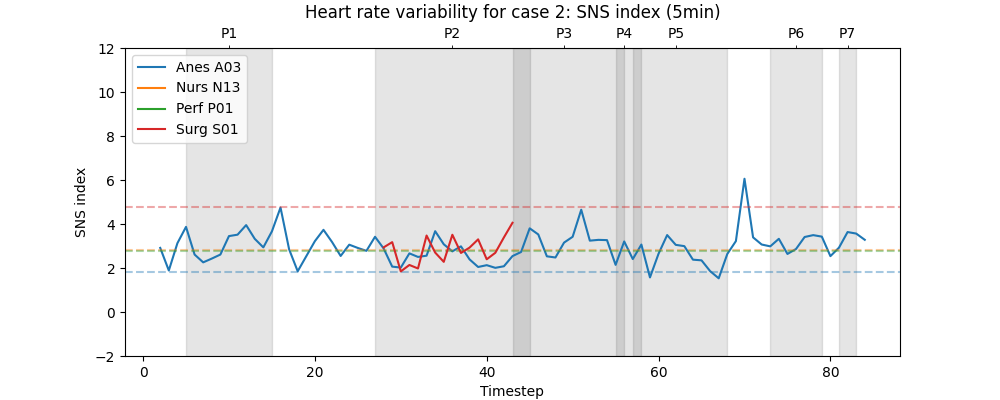 Heart rate variability for case 2: SNS index (5min)
P1 P2 P3 P4 P5 P6 P7
12
10
8
6
4
2
0
−2
SNS index
Anes A03
Nurs N13
Perf P01
Surg S01
0 20 40 60 80
Timestep